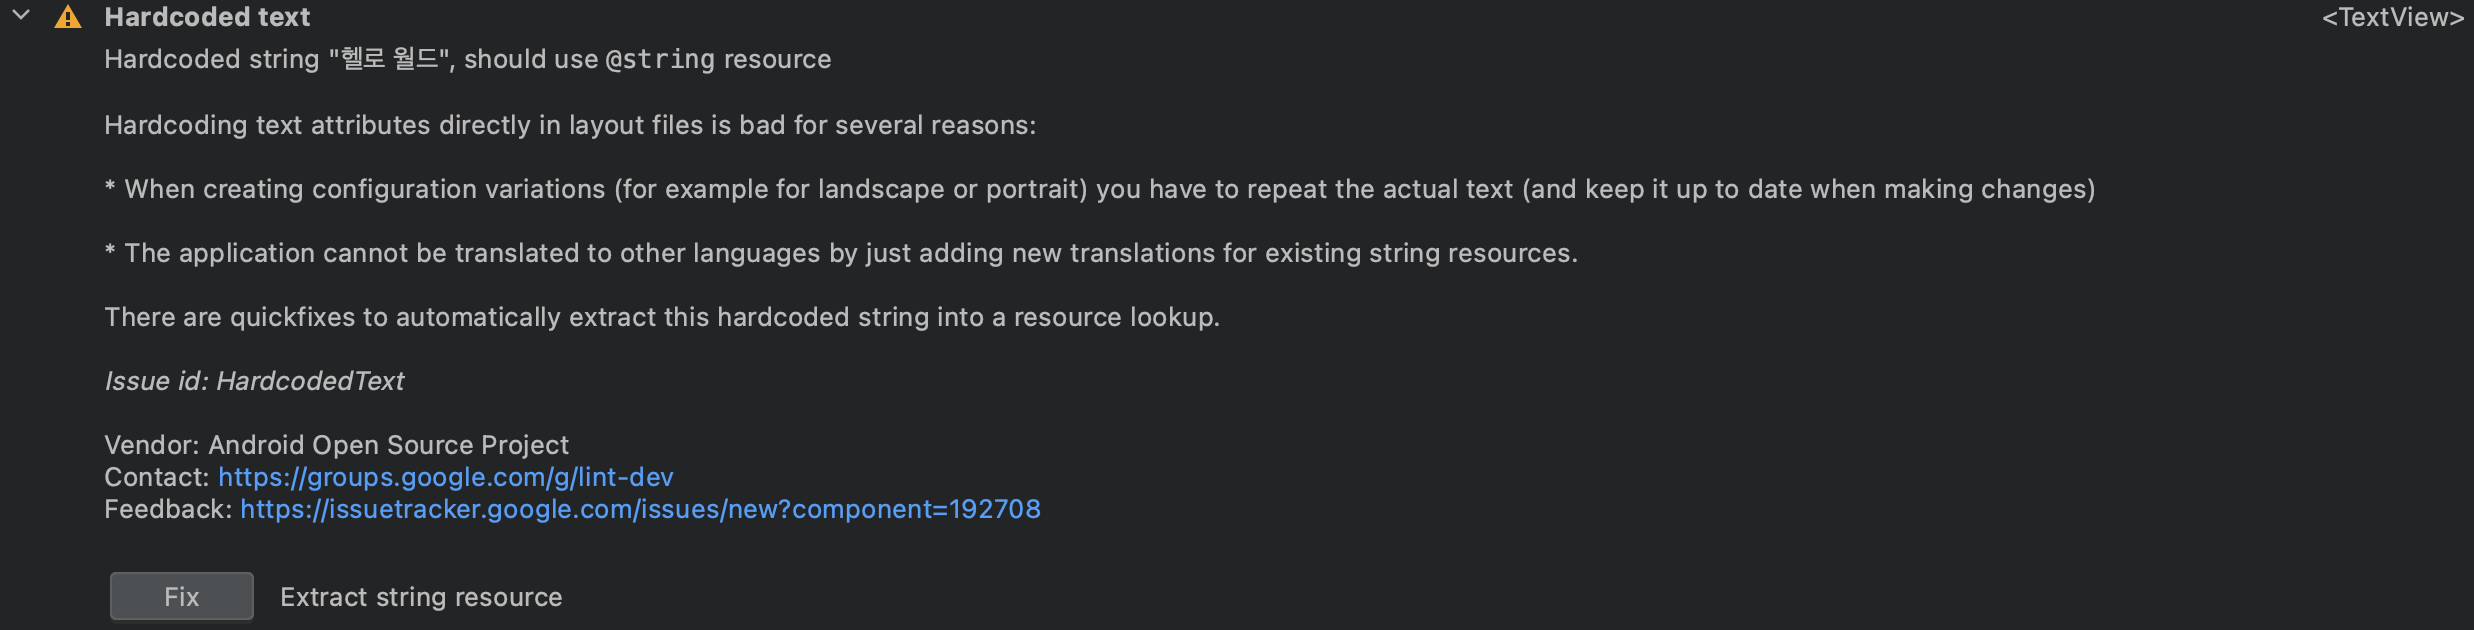 Hardcoded text
<TextView>
Hardcoded string "헬로 월드", should use @string resource
Hardcoding text attributes directly in layout files is bad for several reasons:
* When creating configuration variations (for example for landscape or portrait) you have to repeat the actual text (and keep it up to date when making changes)
* The application cannot be translated to other languages by just adding new translations for existing string resources.
There are quickfixes to automatically extract this hardcoded string into a resource lookup.
Issue id: HardcodedText
Vendor: Android Open Source Project
Contact: https://groups.google.com/g/lint-dev
Feedback: https://issuetracker.google.com/issues/new?component=192708
Fix Extract string resource